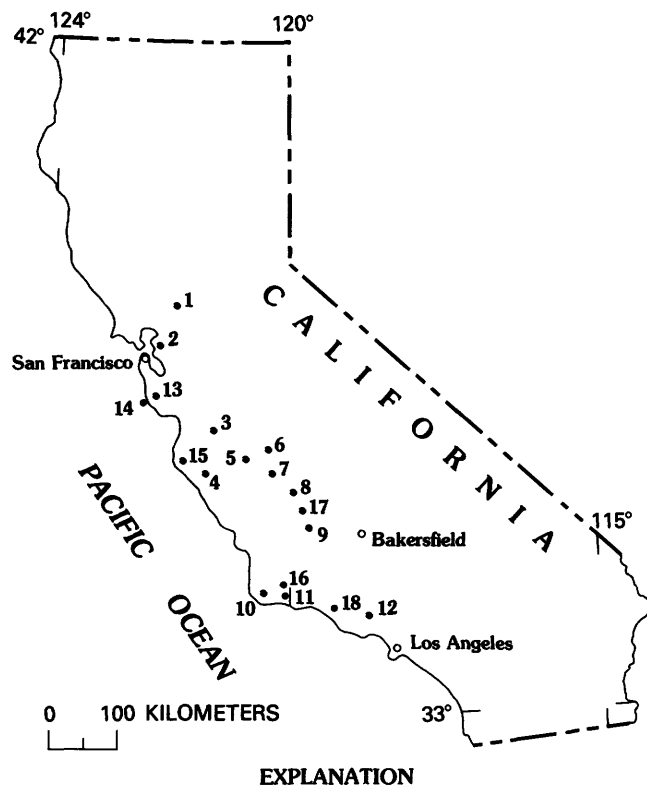 124°
120°
42°
1
2
San Francisco
13
14
3
15
4
5
6
7
8
17
9
CALIFORNIA
115°
Bakersfield
PACIFIC
OCEAN
16
10
11
18
12
Los Angeles
33°
0 100 KILOMETERS
EXPLANATION